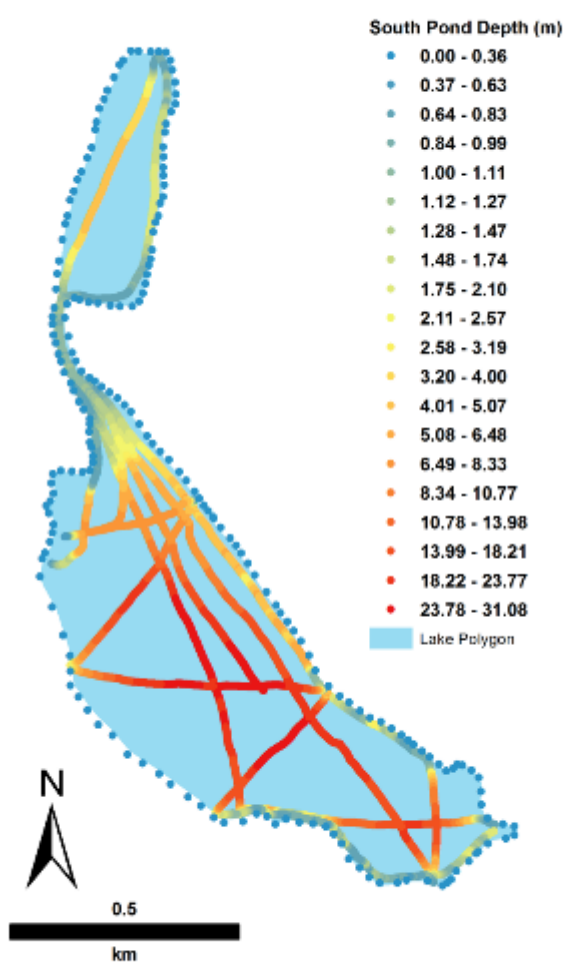 South Pond Depth (m)
0.00 - 0.36
0.37 - 0.63
0.64 - 0.83
0.84 - 0.99
1.00 - 1.11
1.12 - 1.27
1.28 - 1.47
1.48 - 1.74
1.75 - 2.10
2.11 - 2.57
2.58 - 3.19
3.20 - 4.00
4.01 - 5.07
5.08 - 6.48
6.49 - 8.33
8.34 - 10.77
10.78 - 13.98
13.99 - 18.21
18.22 - 23.77
23.78 - 31.08
Lake Polygon
N
0.5
km